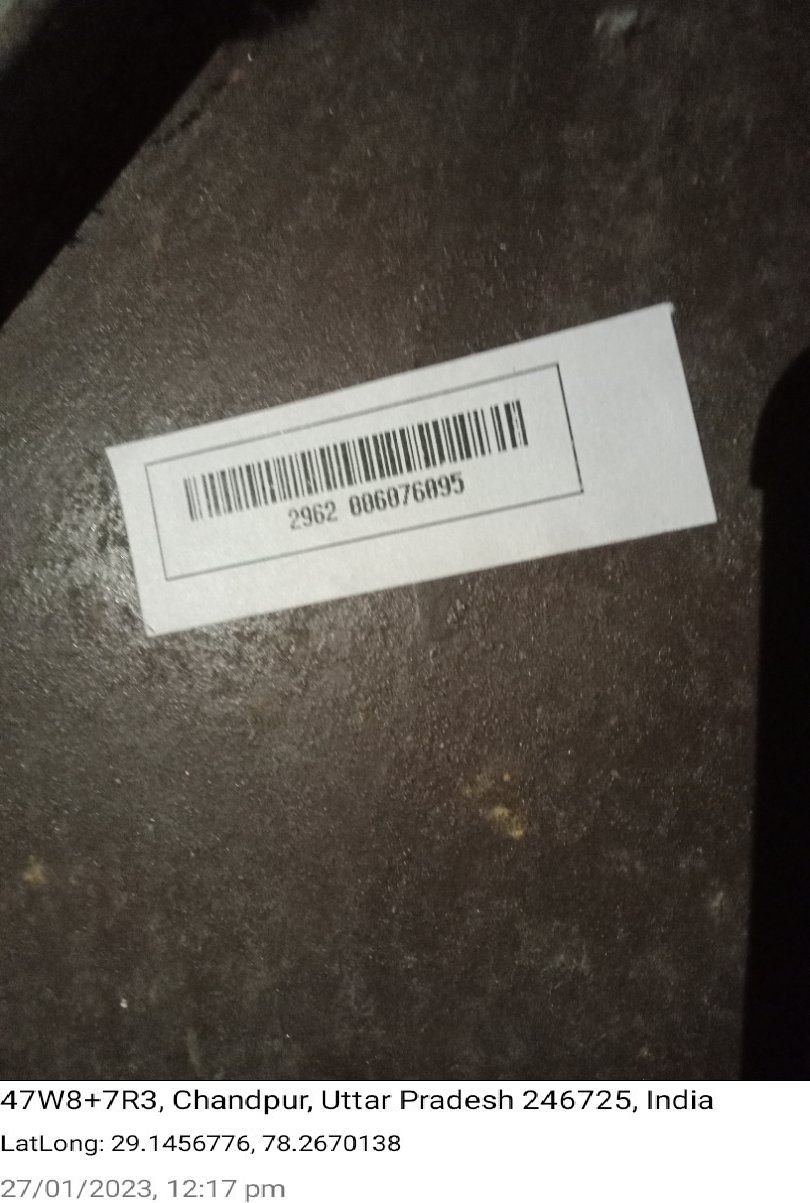 2962 006076095
47W8+7R3, Chandpur, Uttar Pradesh 246725, India
LatLong: 29.1456776, 78.2670138
27/01/2023, 12:17 pm